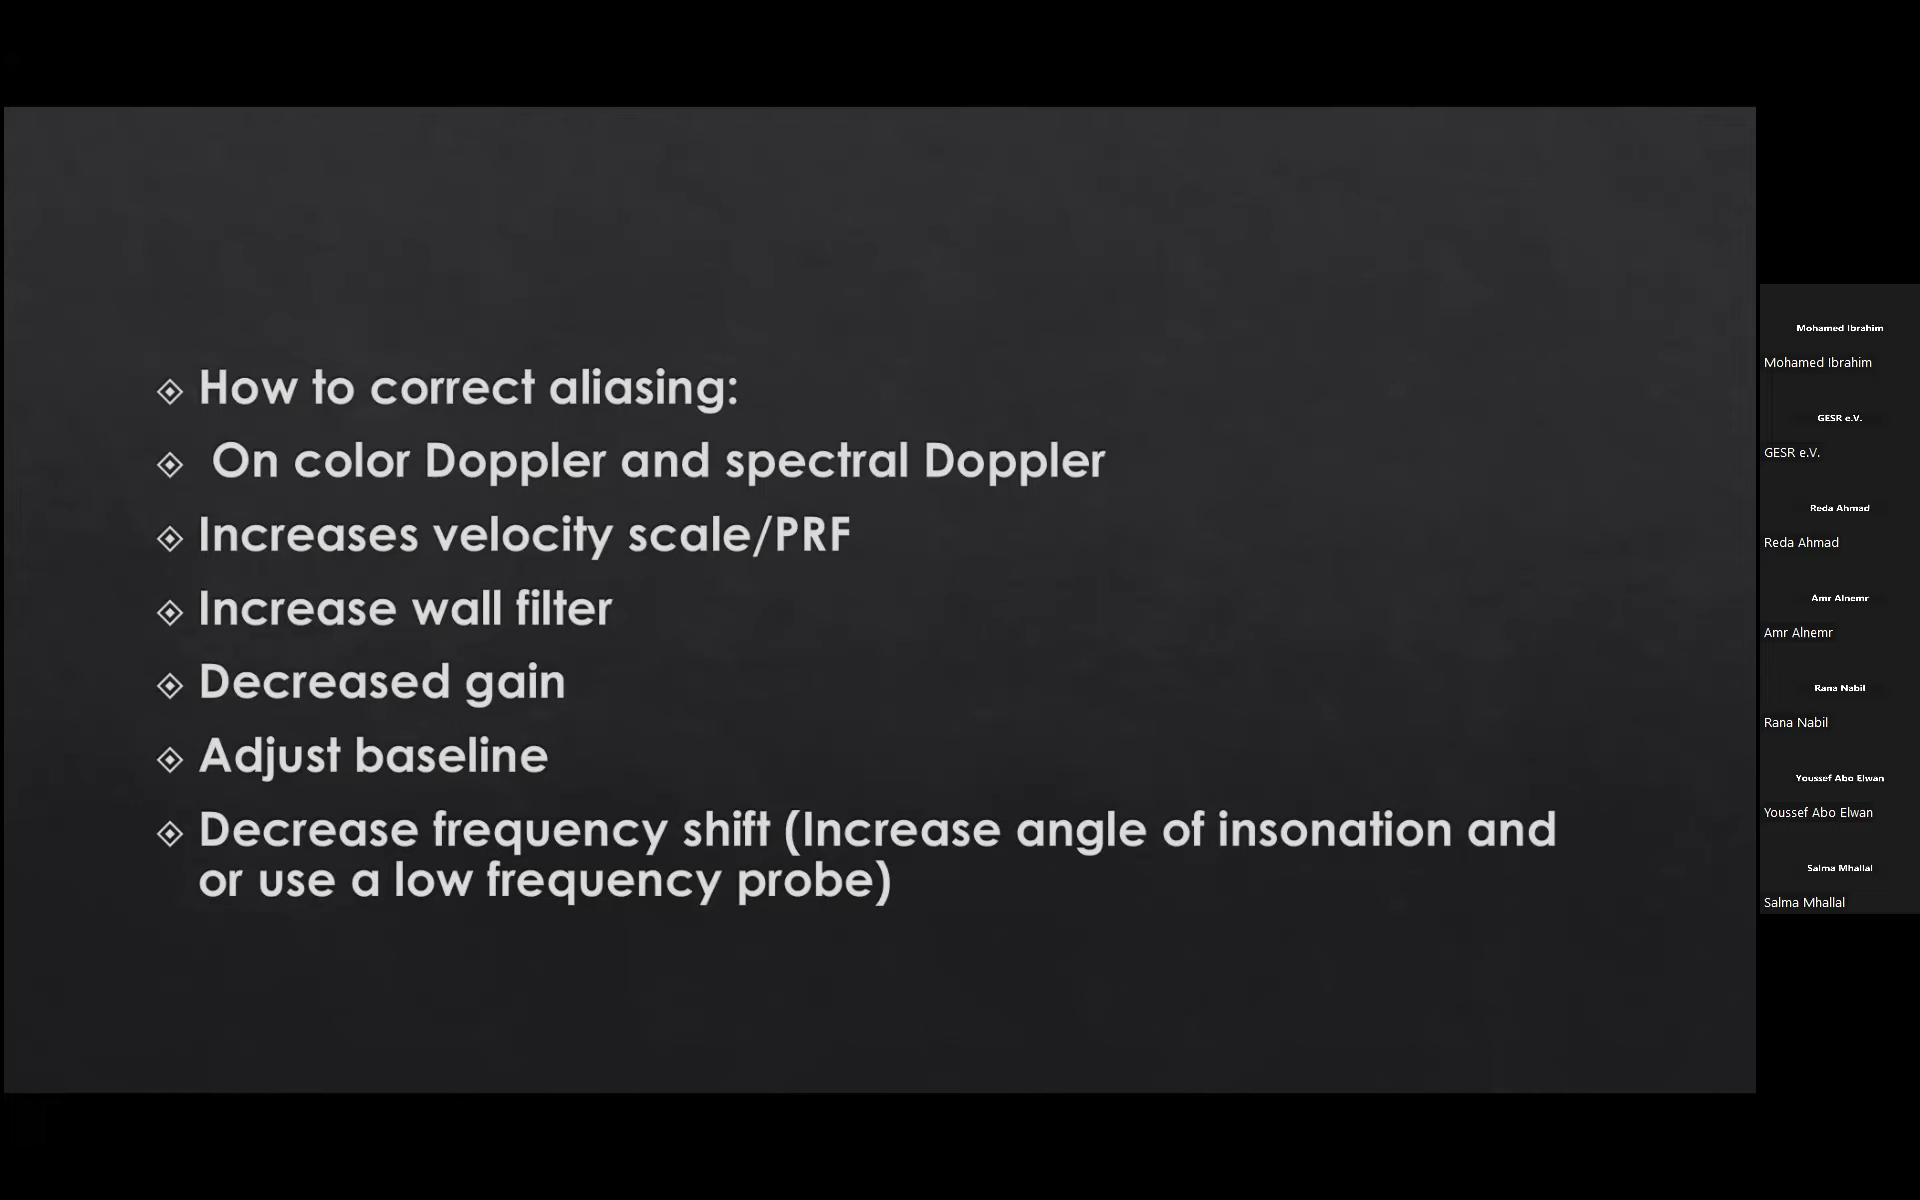 How to correct aliasing:
On color Doppler and spectral Doppler
Increases velocity scale/PRF
Increase wall filter
Decreased gain
Adjust baseline
Decrease frequency shift (Increase angle of insonation and
or use a low frequency probe)
Mohamed Ibrahim
Mohamed Ibrahim
GESR e.V.
GESR e.V.
Reda Ahmad
Reda Ahmad
Amr Alnemr
Amr Alnemr
Rana Nabil
Rana Nabil
Youssef Abo Elwan
Youssef Abo Elwan
Salma Mhallal
Salma Mhallal